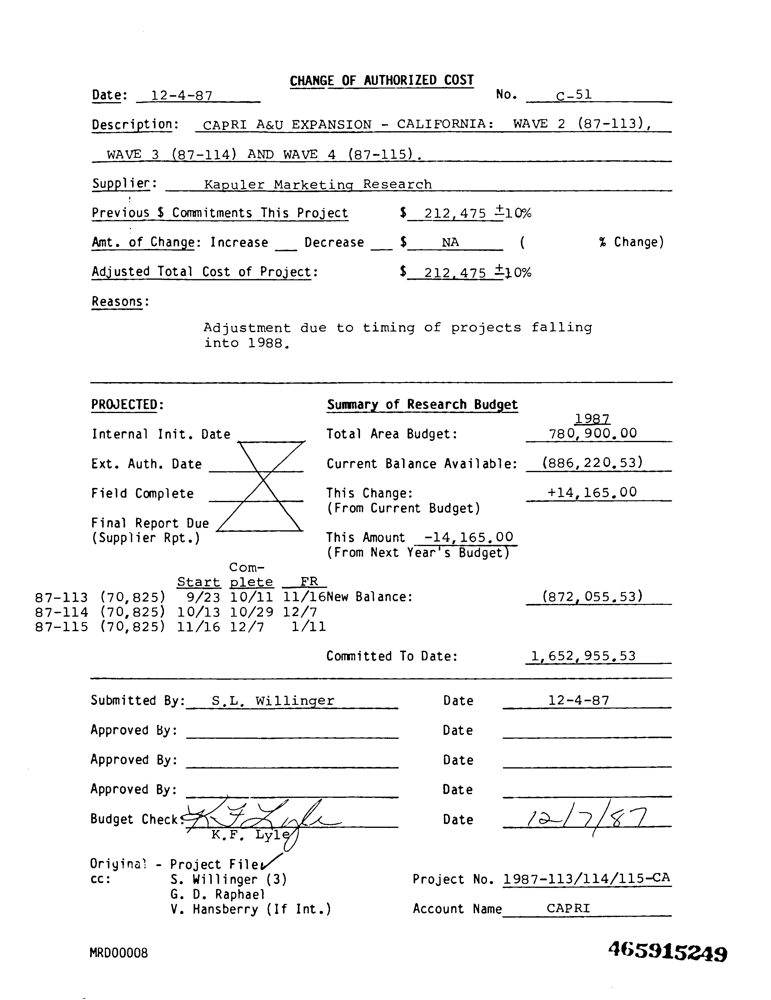 CHANGE OF AUTHORIZED COST
Date: 12-4-87 No. C-51
Description: CAPRI A&U EXPANSION - CALIFORNIA: WAVE 2 (87-113),
WAVE 3 (87-114) AND WAVE 4 (87-115).
Supplier: Kapuler Marketing Research
Previous $ Commitments This Project $ 212,475 ±10%
Amt. of Change: Increase ___ Decrease ___ $ NA ( % Change)
Adjusted Total Cost of Project: $ 212,475 ±10%
Reasons:
Adjustment due to timing of projects falling
into 1988.
PROJECTED: Summary of Research Budget
1987
Internal Init. Date Total Area Budget: 780,900.00
Ext. Auth. Date Current Balance Available: (886,220.53)
Field Complete This Change: +14,165.00
(From Current Budget)
Final Report Due
(Supplier Rpt.) This Amount -14,165.00
(From Next Year's Budget)
Com-
Start plete FR
87-113 (70,825) 9/23 10/11 11/16 New Balance: (872,055.53)
87-114 (70,825) 10/13 10/29 12/7
87-115 (70,825) 11/16 12/7 1/11
Committed To Date: 1,652,955.53
Submitted By: S.L. Willinger Date 12-4-87
Approved By: Date
Approved By: Date
Approved By: Date
Budget Check: K F Lyle Date 12/7/87
K.F. Lyle
Original - Project File✓
cc: S. Willinger (3) Project No. 1987-113/114/115-CA
G. D. Raphael
V. Hansberry (If Int.) Account Name CAPRI
MRD00008 465915249